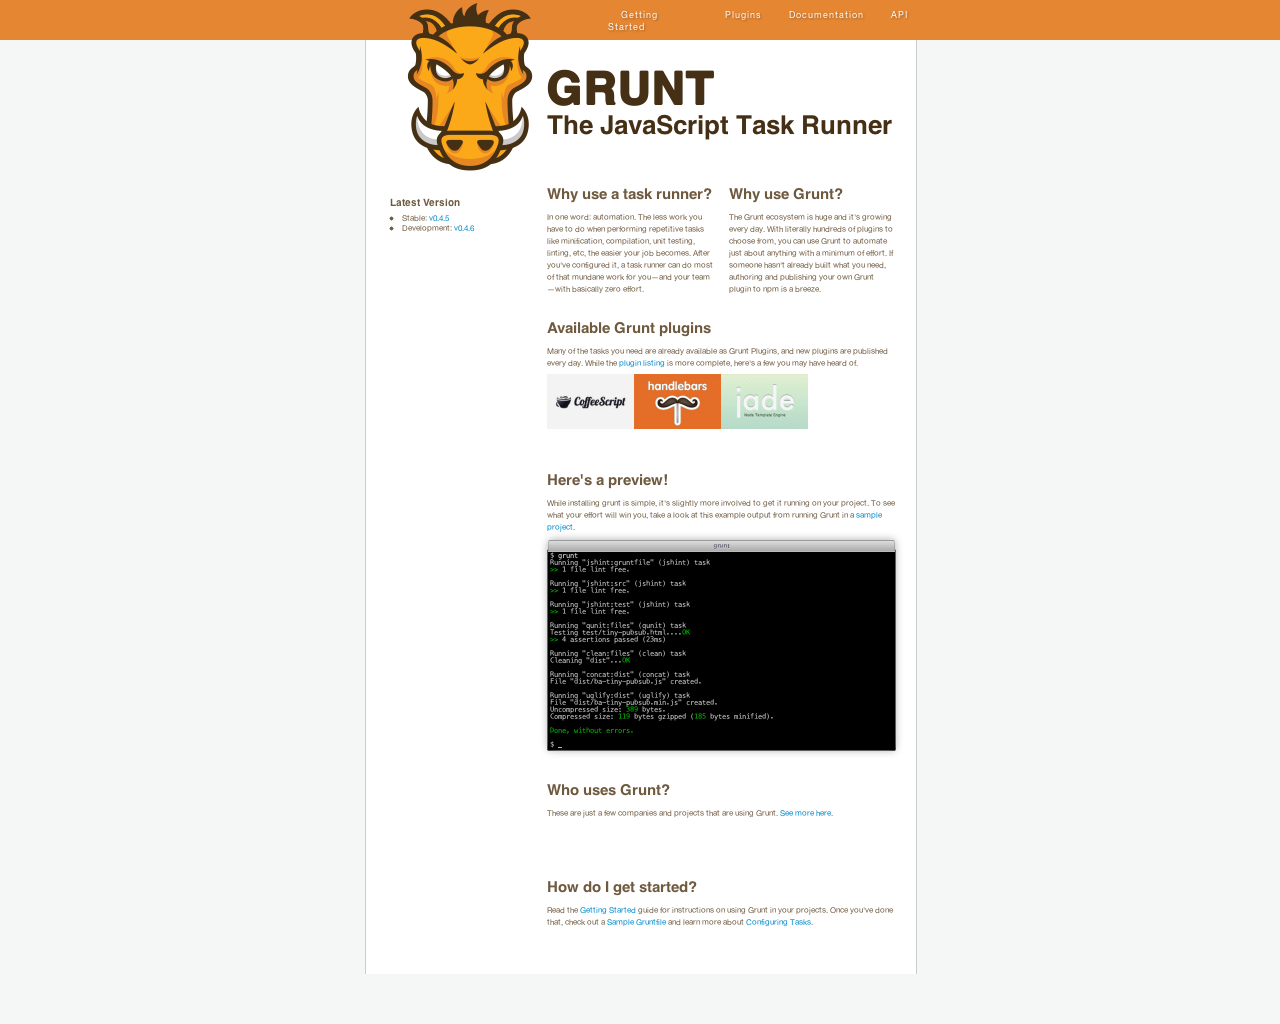 Getting Started
Plugins
Documentation
API
GRUNT
The JavaScript Task Runner
Latest Version
Stable: v0.4.5
Development: v0.4.6
Why use a task runner?
In one word: automation. The less work you
have to do when performing repetitive tasks
like minification, compilation, unit testing,
linting, etc, the easier your job becomes. After
you've configured it, a task runner can do most
of that mundane work for you—and your team
—with basically zero effort.
Why use Grunt?
The Grunt ecosystem is huge and it's growing
every day. With literally hundreds of plugins to
choose from, you can use Grunt to automate
just about anything with a minimum of effort. If
someone hasn't already built what you need,
authoring and publishing your own Grunt
plugin to npm is a breeze.
Available Grunt plugins
Many of the tasks you need are already available as Grunt Plugins, and new plugins are published
every day. While the plugin listing is more complete, here's a few you may have heard of.
CoffeeScript
handlebars
jade
Node Template Engine
Here's a preview!
While installing grunt is simple, it's slightly more involved to get it running on your project. To see
what your effort will win you, take a look at this example output from running Grunt in a sample
project.
grunt
$ grunt
Running "jshint:gruntfile" (jshint) task
>> 1 file lint free.
Running "jshint:src" (jshint) task
>> 1 file lint free.
Running "jshint:test" (jshint) task
>> 1 file lint free.
Running "qunit:files" (qunit) task
Testing test/tiny-pubsub.html....OK
>> 4 assertions passed (23ms)
Running "clean:files" (clean) task
Cleaning "dist"...OK
Running "concat:dist" (concat) task
File "dist/ba-tiny-pubsub.js" created.
Running "uglify:dist" (uglify) task
File "dist/ba-tiny-pubsub.min.js" created.
Uncompressed size: 389 bytes.
Compressed size: 119 bytes gzipped (185 bytes minified).
Done, without errors.
$ _
Who uses Grunt?
These are just a few companies and projects that are using Grunt. See more here.
How do I get started?
Read the Getting Started guide for instructions on using Grunt in your projects. Once you've done
that, check out a Sample Gruntfile and learn more about Configuring Tasks.